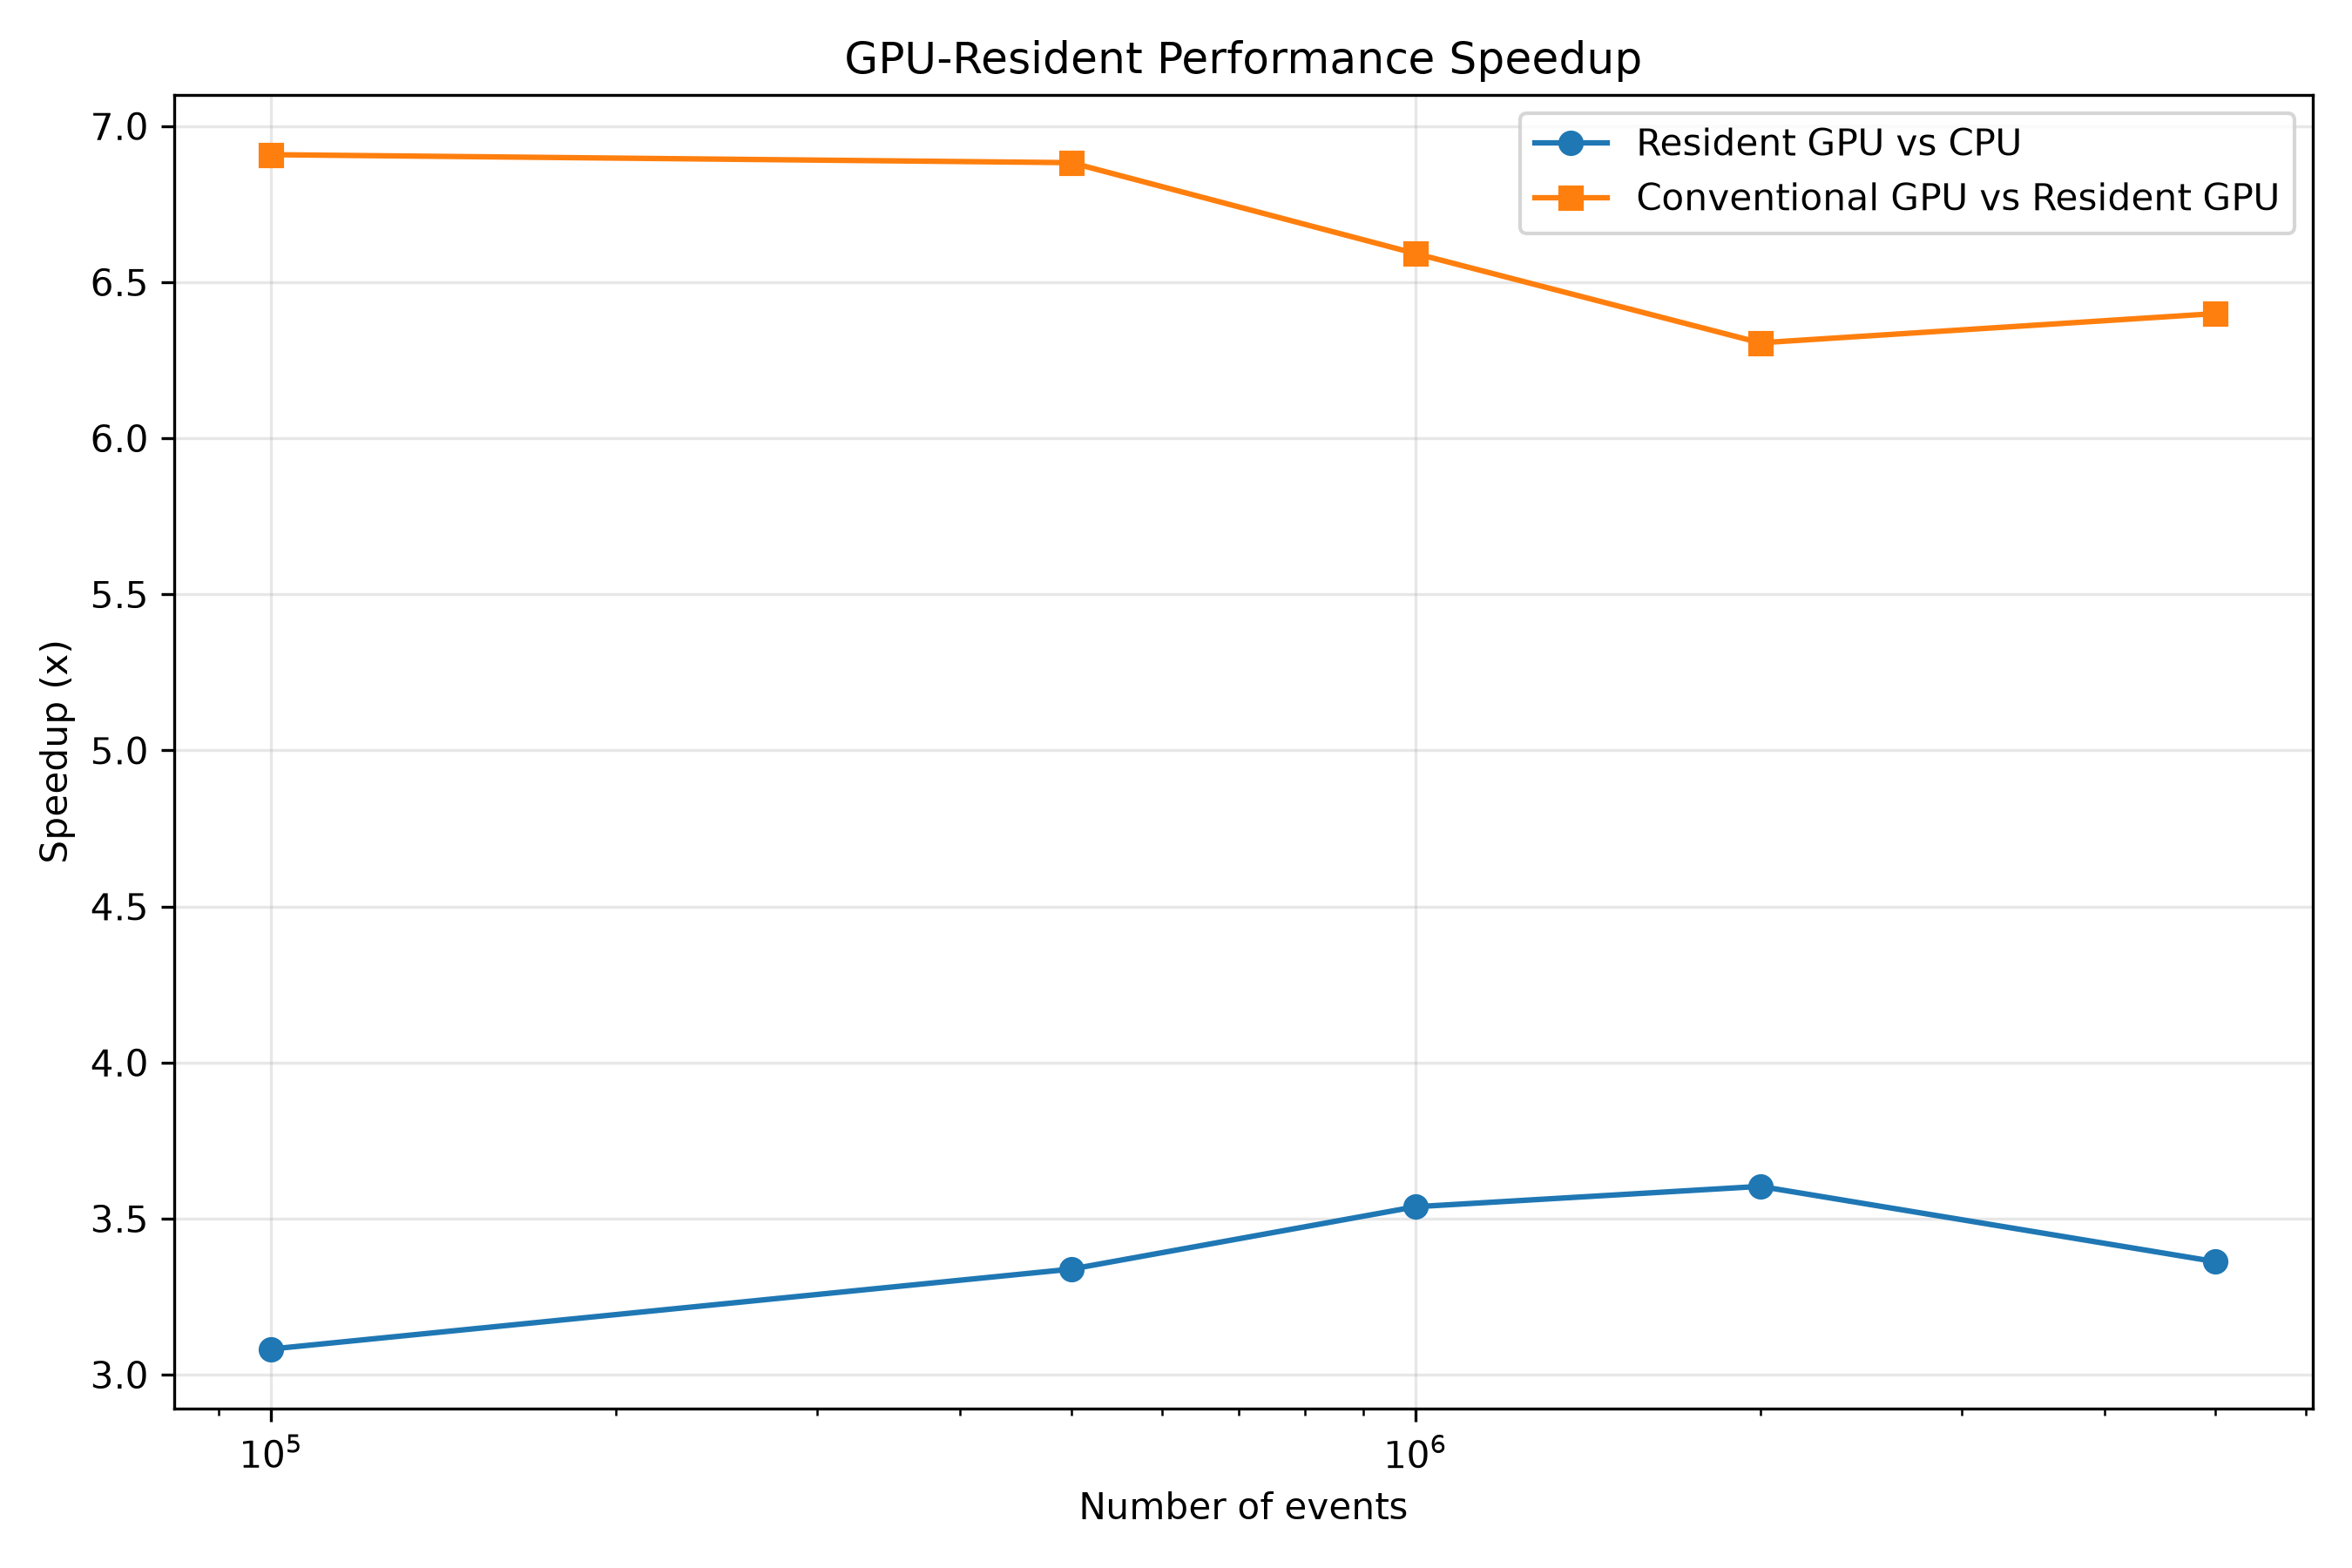 GPU-Resident Performance Speedup
Resident GPU vs CPU
Conventional GPU vs Resident GPU
7.0
6.5
6.0
5.5
5.0
4.5
4.0
3.5
3.0
Speedup (x)
10⁵
10⁶
Number of events